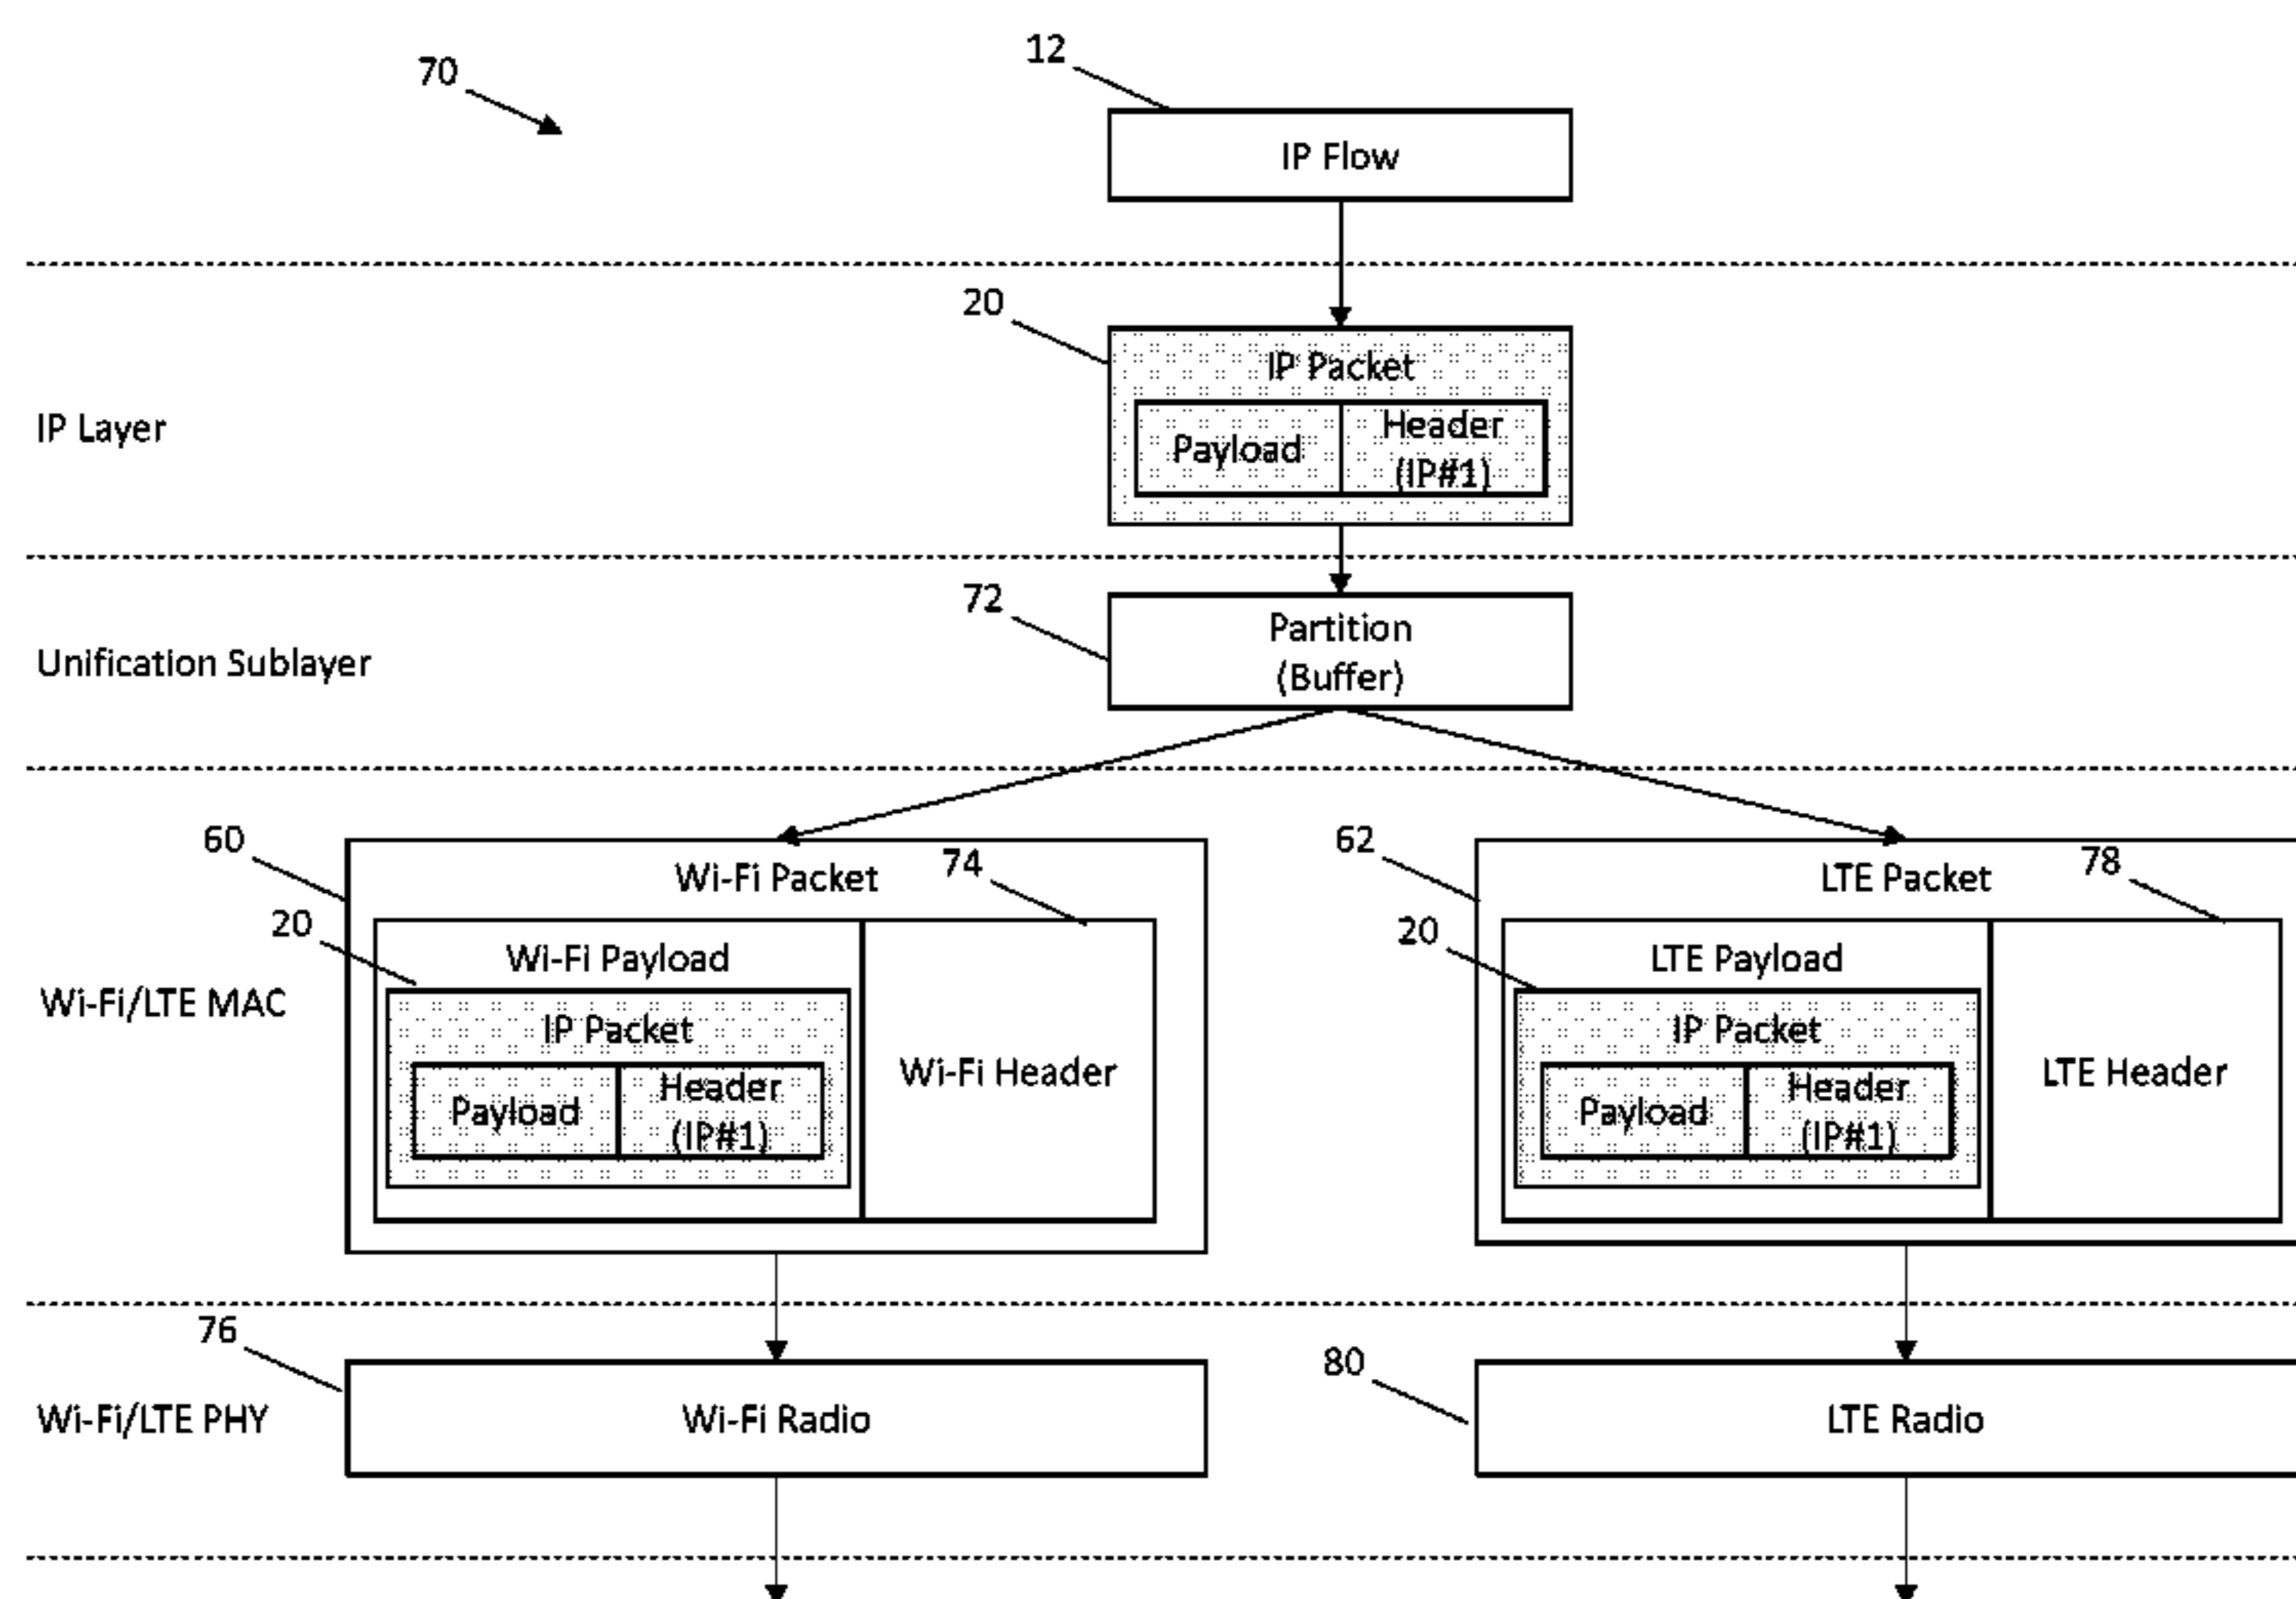 70
12
IP Flow
20
IP Packet
IP Layer
Payload
Header
(IP#1)
72
Partition
(Buffer)
Unification Sublayer
60
Wi-Fi Packet
74
62
LTE Packet
78
20
Wi-Fi Payload
20
LTE Payload
Wi-Fi/LTE MAC
IP Packet
Payload
Header
(IP#1)
Wi-Fi Header
IP Packet
Payload
Header
(IP#1)
LTE Header
76
Wi-Fi Radio
80
LTE Radio
Wi-Fi/LTE PHY